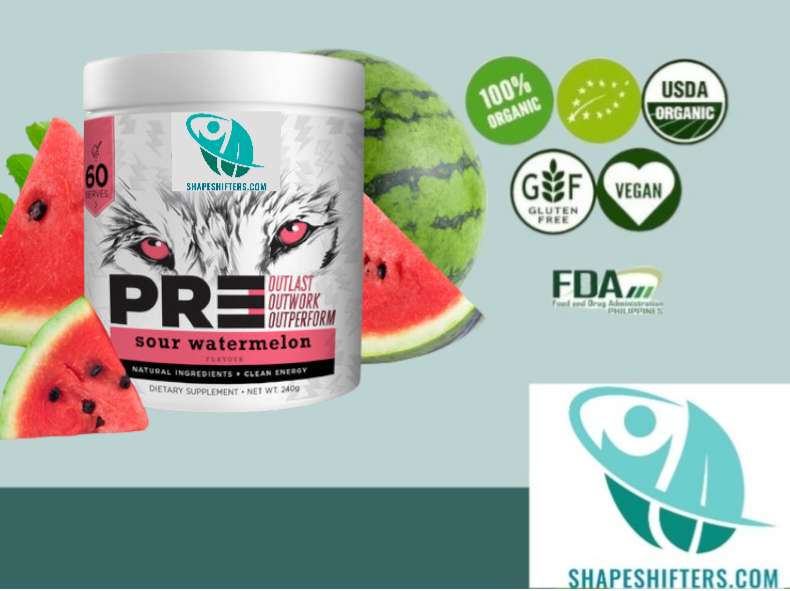 60
SERVES
SHAPESHIFTERS.COM
PRE
OUTLAST
OUTWORK
OUTPERFORM
sour watermelon
FLAVOUR
NATURAL INGREDIENTS • CLEAN ENERGY
DIETARY SUPPLEMENT • NET WT. 240g
100%
ORGANIC
USDA
ORGANIC
GF
GLUTEN
FREE
VEGAN
FDA
Food and Drug Administration
PHILIPPINES
SHAPESHIFTERS.COM